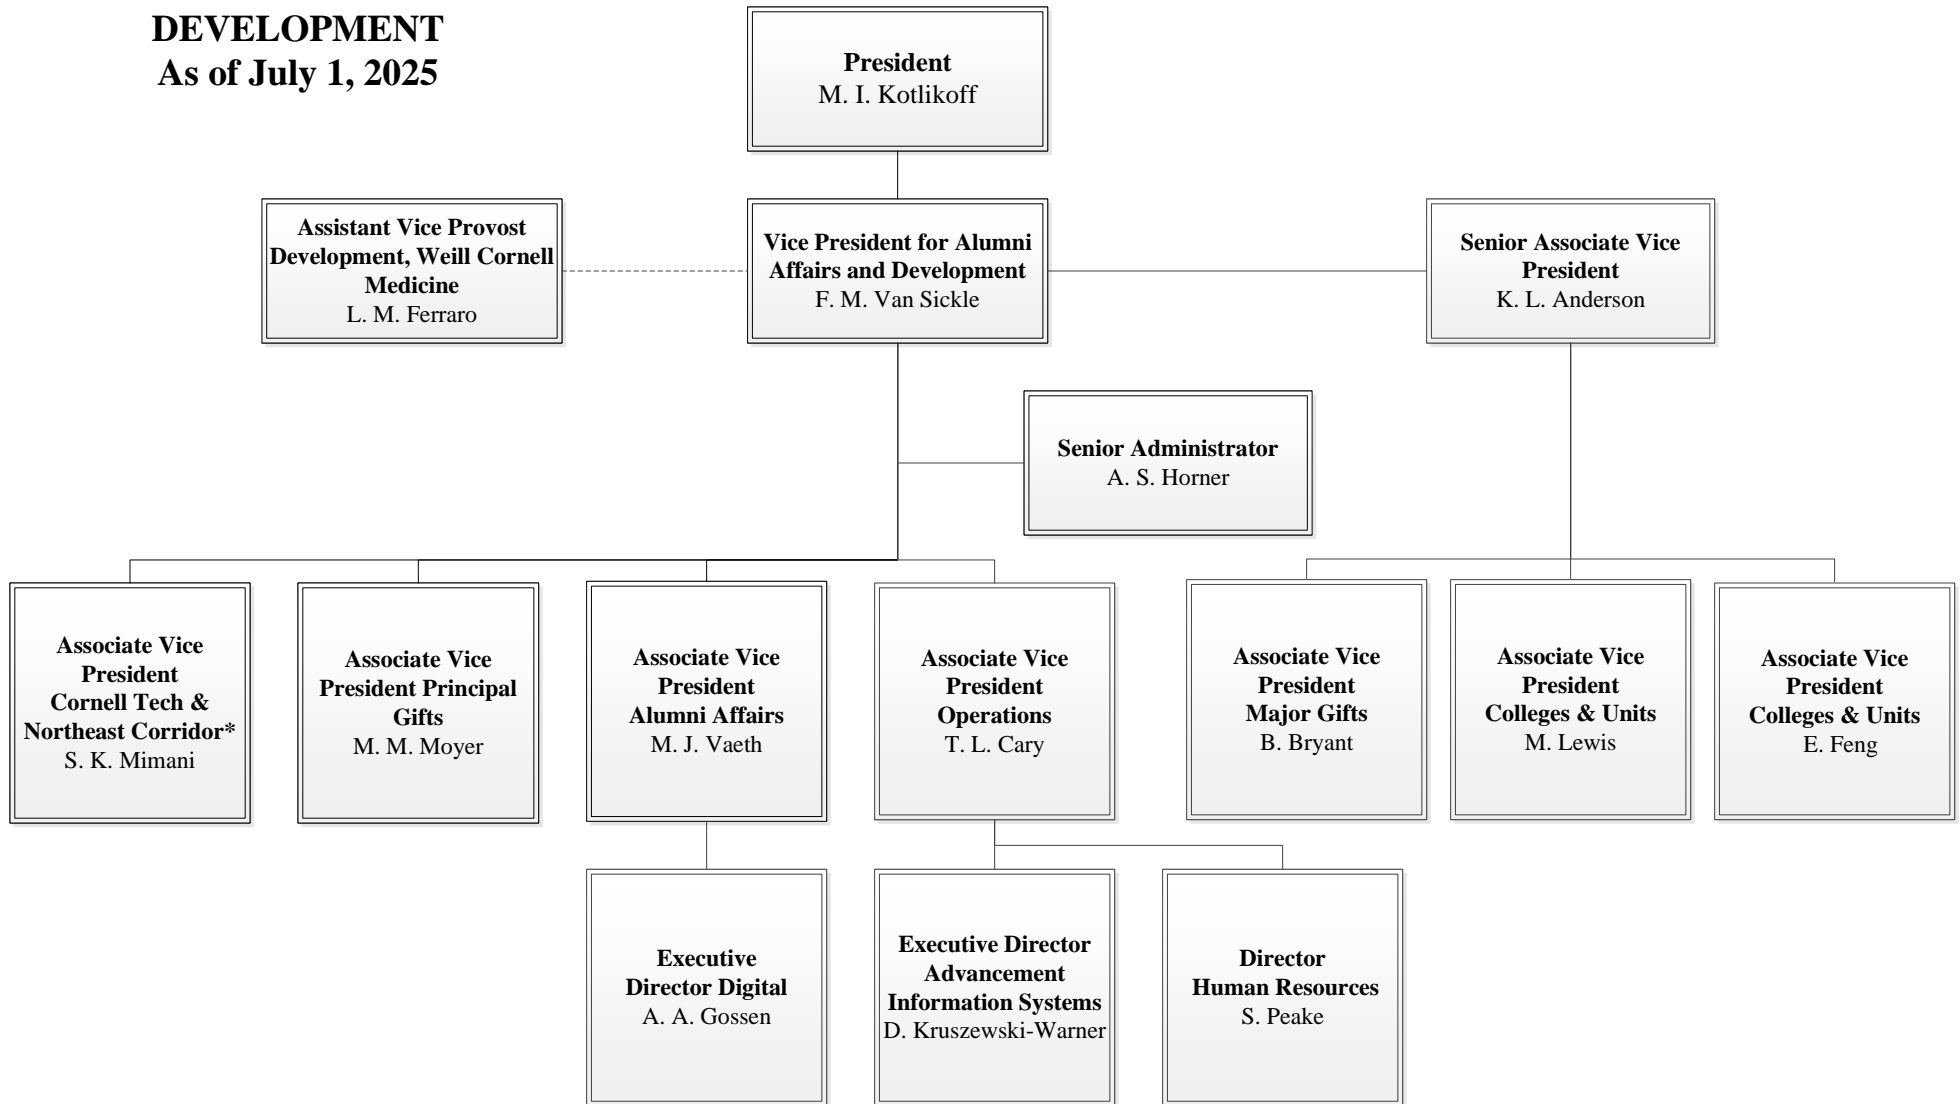 DEVELOPMENT
As of July 1, 2025
President
M. I. Kotlikoff
Assistant Vice Provost
Development, Weill Cornell
Medicine
L. M. Ferraro
Vice President for Alumni
Affairs and Development
F. M. Van Sickle
Senior Associate Vice
President
K. L. Anderson
Senior Administrator
A. S. Horner
Associate Vice
President
Cornell Tech &
Northeast Corridor*
S. K. Mimani
Associate Vice
President Principal
Gifts
M. M. Moyer
Associate Vice
President
Alumni Affairs
M. J. Vaeth
Associate Vice
President
Operations
T. L. Cary
Associate Vice
President
Major Gifts
B. Bryant
Associate Vice
President
Colleges & Units
M. Lewis
Associate Vice
President
Colleges & Units
E. Feng
Executive
Director Digital
A. A. Gossen
Executive Director
Advancement
Information Systems
D. Kruszewski-Warner
Director
Human Resources
S. Peake